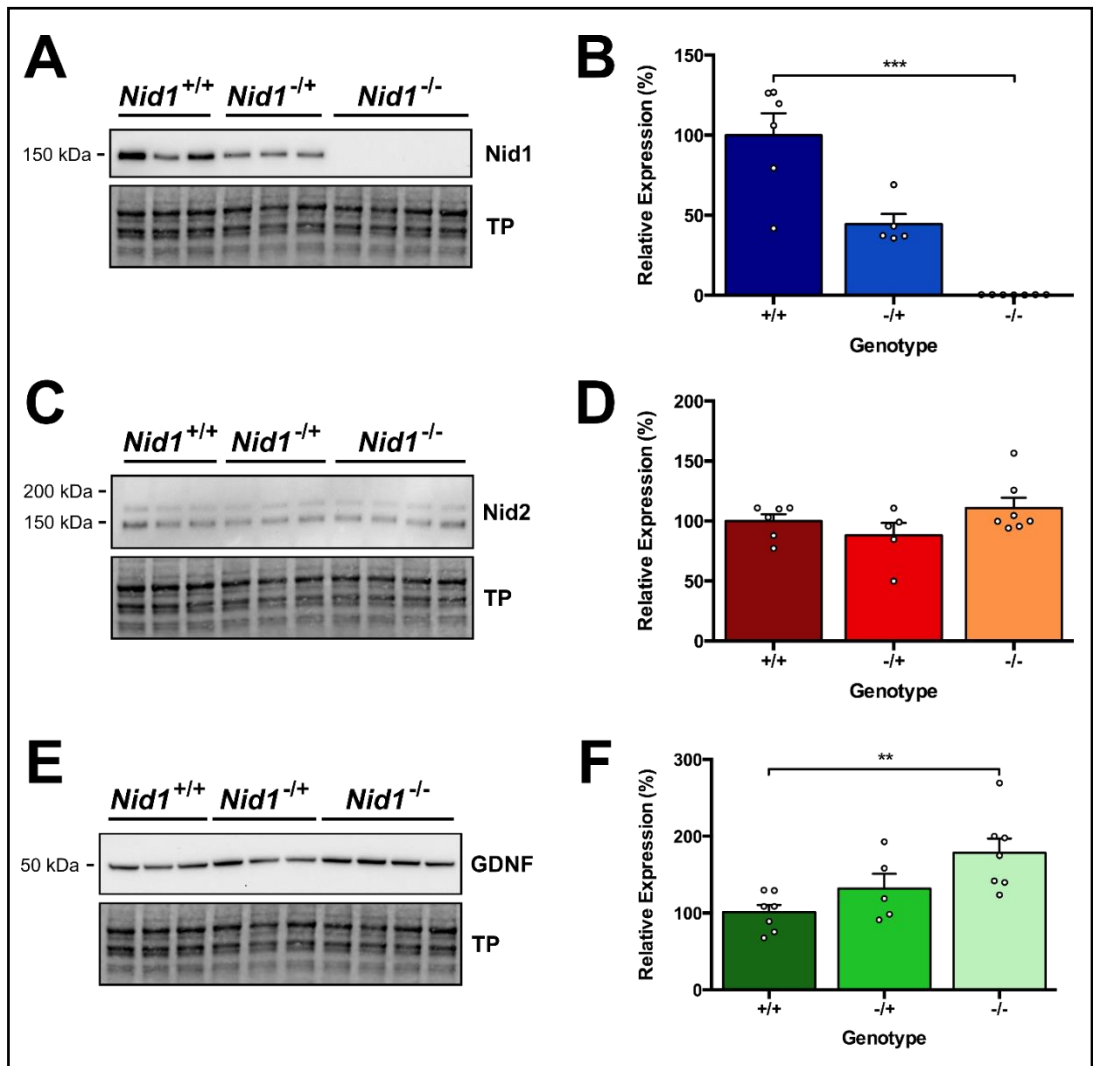 A
Nid1+/+ Nid1-/+ Nid1-/-
150 kDa
Nid1
TP
B
Relative Expression (%)
150
100
50
0
***
+/+ -/+ -/-
Genotype
C
Nid1+/+ Nid1-/+ Nid1-/-
200 kDa
150 kDa
Nid2
TP
D
Relative Expression (%)
200
150
100
50
0
+/+ -/+ -/-
Genotype
E
Nid1+/+ Nid1-/+ Nid1-/-
50 kDa
GDNF
TP
F
Relative Expression (%)
300
200
100
0
**
+/+ -/+ -/-
Genotype